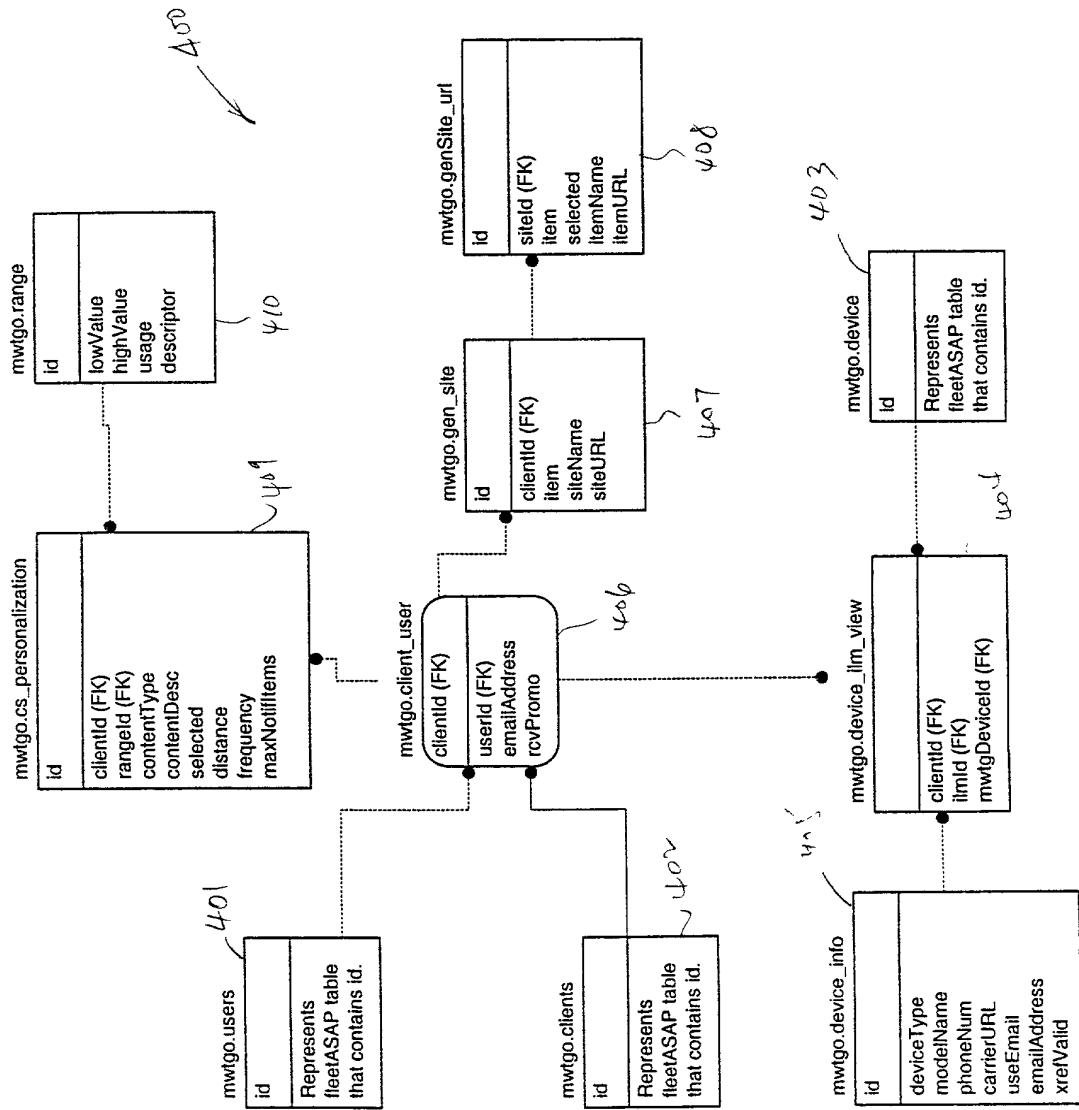 400
mwtgo.range
id
lowValue
highValue
usage
descriptor
410
mwtgo.cs_personalization
id
clientId (FK)
rangeId (FK)
contentType
contentDesc
selected
distance
frequency
maxNotifItems
409
mwtgo.genSite_url
id
siteId (FK)
item
selected
itemName
itemURL
408
mwtgo.gen_site
id
clientId (FK)
item
siteName
siteURL
407
mwtgo.client_user
clientId (FK)
userId (FK)
emailAddress
rcvPromo
406
mwtgo.users
id
Represents
fleetASAP table
that contains id.
401
mwtgo.clients
id
Represents
fleetASAP table
that contains id.
402
mwtgo.device
id
Represents
fleetASAP table
that contains id.
403
mwtgo.device_ilm_view
clientId (FK)
ilmId (FK)
mwtgDeviceId (FK)
404
mwtgo.device_info
id
deviceType
modelName
phoneNum
carrierURL
useEmail
emailAddress
xrefValid
405